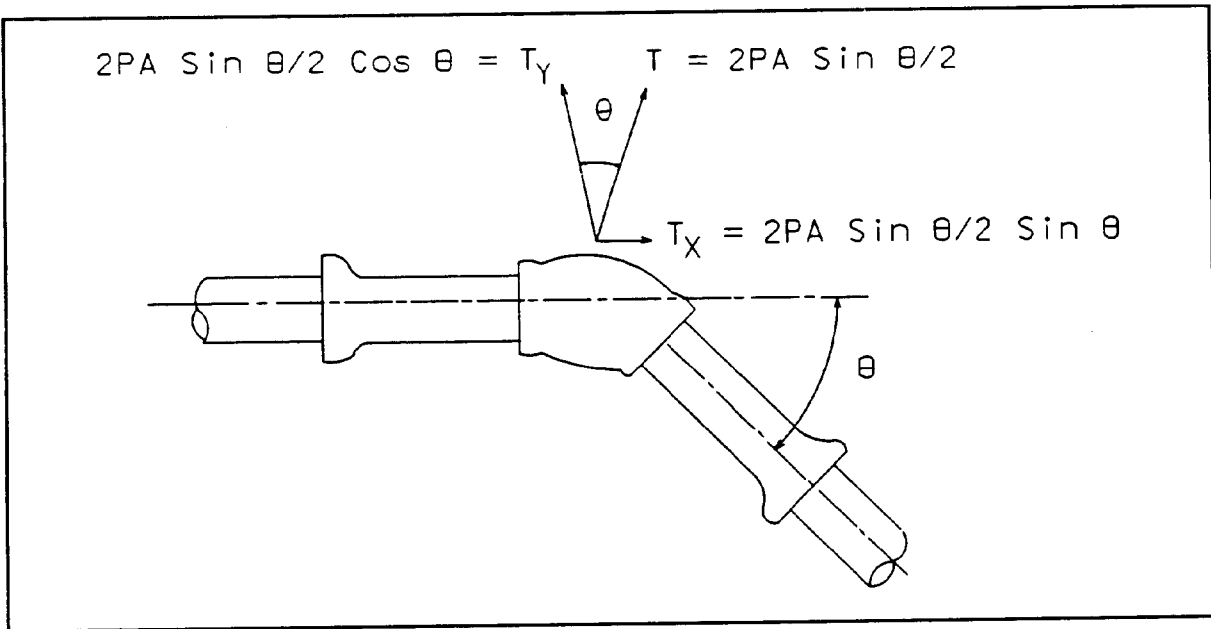 2PA Sin θ/2 Cos θ = T_Y
T = 2PA Sin θ/2
θ
T_X = 2PA Sin θ/2 Sin θ
θ